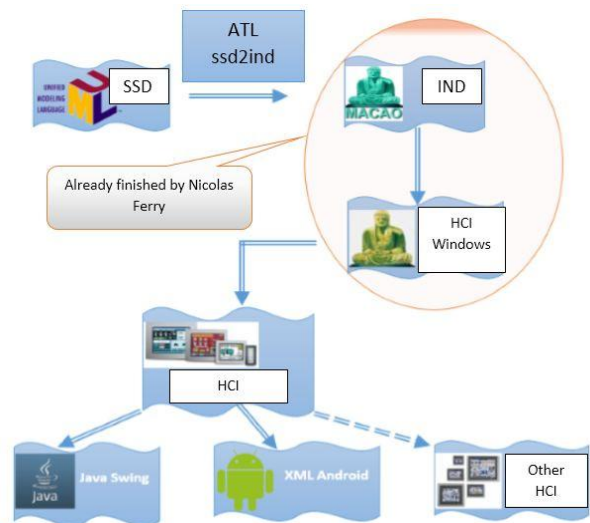 ATL
ssd2ind
UNIFIED
MODELING
LANGUAGE
UML
SSD
MACAO
IND
Already finished by Nicolas
Ferry
HCI
Windows
HCI
Java
Java Swing
XML Android
Other
HCI